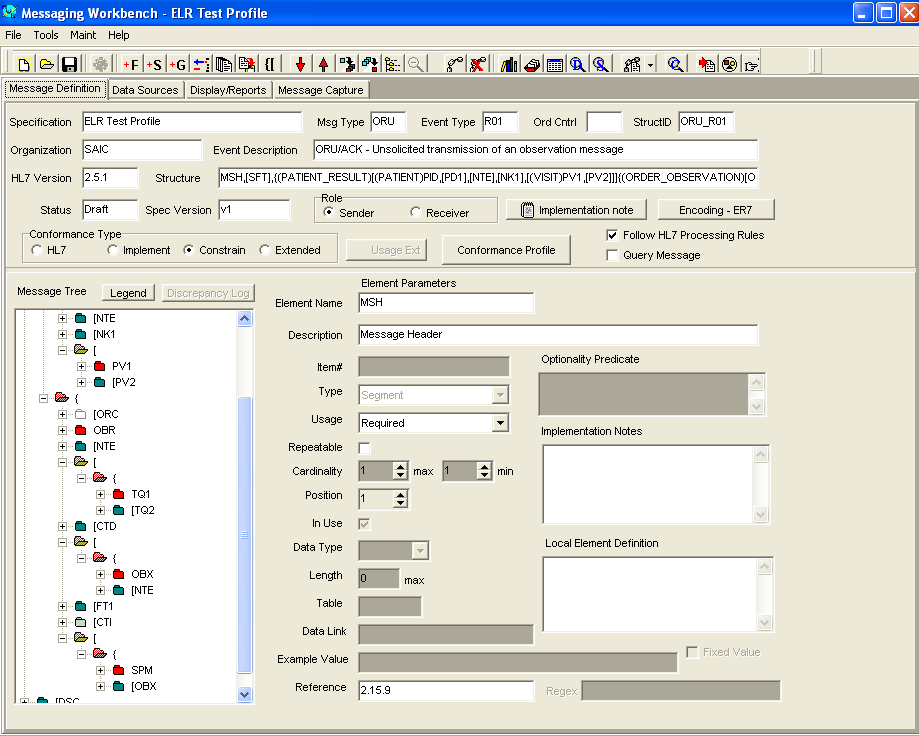 Messaging Workbench - ELR Test Profile
File Tools Maint Help
+F +S +G {[
Message Definition Data Sources Display/Reports Message Capture
Specification ELR Test Profile Msg Type ORU Event Type R01 Ord Cntrl StructID ORU_R01
Organization SAIC Event Description ORU/ACK - Unsolicited transmission of an observation message
HL7 Version 2.5.1 Structure MSH,[SFT],{(PATIENT_RESULT)[(PATIENT)PID,[PD1],[NTE],[NK1],[(VISIT)PV1,[PV2]]]{(ORDER_OBSERVATION)[O
Status Draft Spec Version v1 Role Sender Receiver Implementation note Encoding - ER7
Conformance Type HL7 Implement Constrain Extended Usage Ext Conformance Profile
Follow HL7 Processing Rules
Query Message
Message Tree Legend Discrepancy Log
[NTE
[NK1
[
PV1
[PV2
{
[ORC
OBR
[NTE
[
{
TQ1
[TQ2
[CTD
[
{
OBX
[NTE
[FT1
[CTI
[
{
SPM
[OBX
[DSC
Element Parameters
Element Name MSH
Description Message Header
Item#
Type Segment
Usage Required
Repeatable
Cardinality 1 max 1 min
Position 1
In Use
Data Type
Length 0 max
Table
Data Link
Example Value
Reference 2.15.9
Optionality Predicate
Implementation Notes
Local Element Definition
Fixed Value
Regex